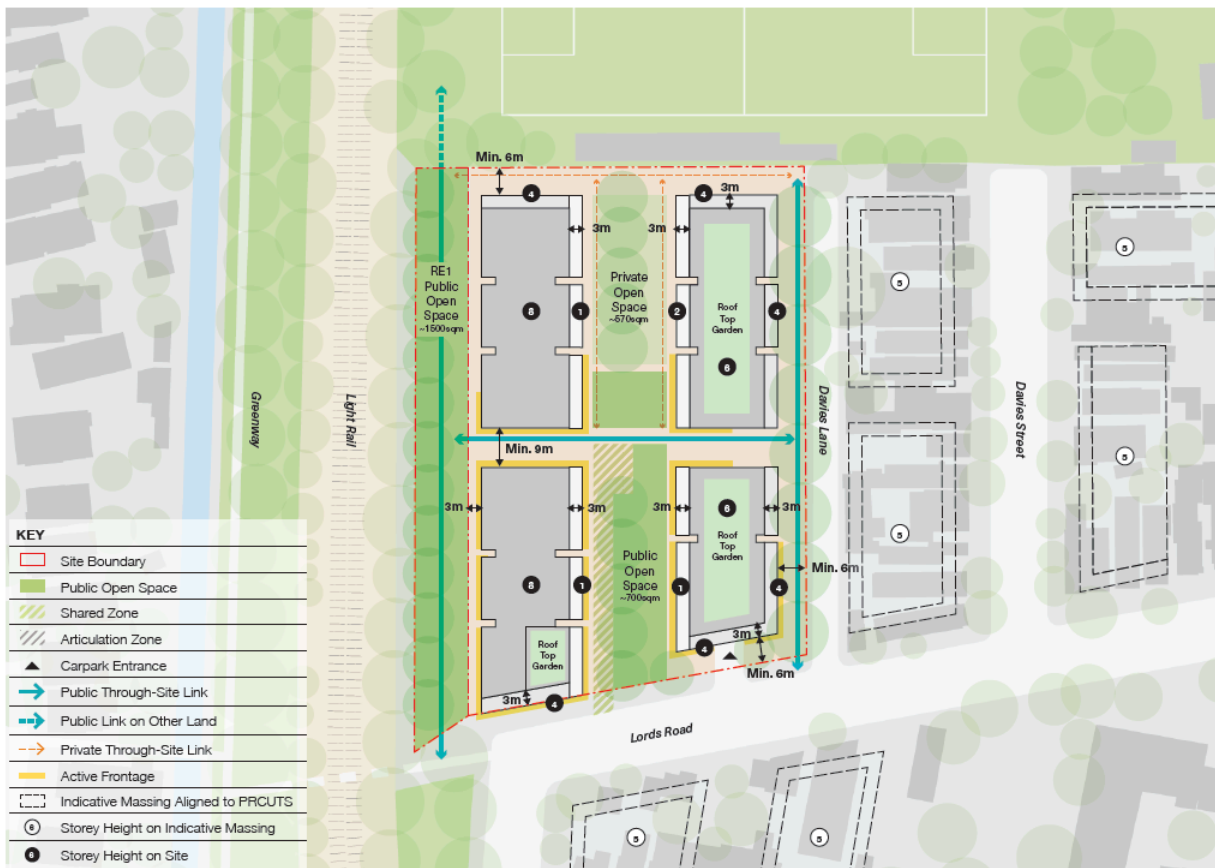 Min. 6m
4
4
3m
3m
3m
RE1
Public
Open
Space
~1500sqm
Private
Open
Space
~570sqm
8
1
2
Roof
Top
Garden
4
6
5
5
Greenway
Light Rail
Davies Lane
Davies Street
Min. 9m
3m
3m
3m
6
3m
Roof
Top
Garden
5
5
Public
Open
Space
~700sqm
8
1
1
4
Min. 6m
Roof
Top
Garden
3m
4
Min. 6m
3m
4
Lords Road
5
5
KEY
Site Boundary
Public Open Space
Shared Zone
Articulation Zone
Carpark Entrance
Public Through-Site Link
Public Link on Other Land
Private Through-Site Link
Active Frontage
Indicative Massing Aligned to PRCUTS
6 Storey Height on Indicative Massing
6 Storey Height on Site